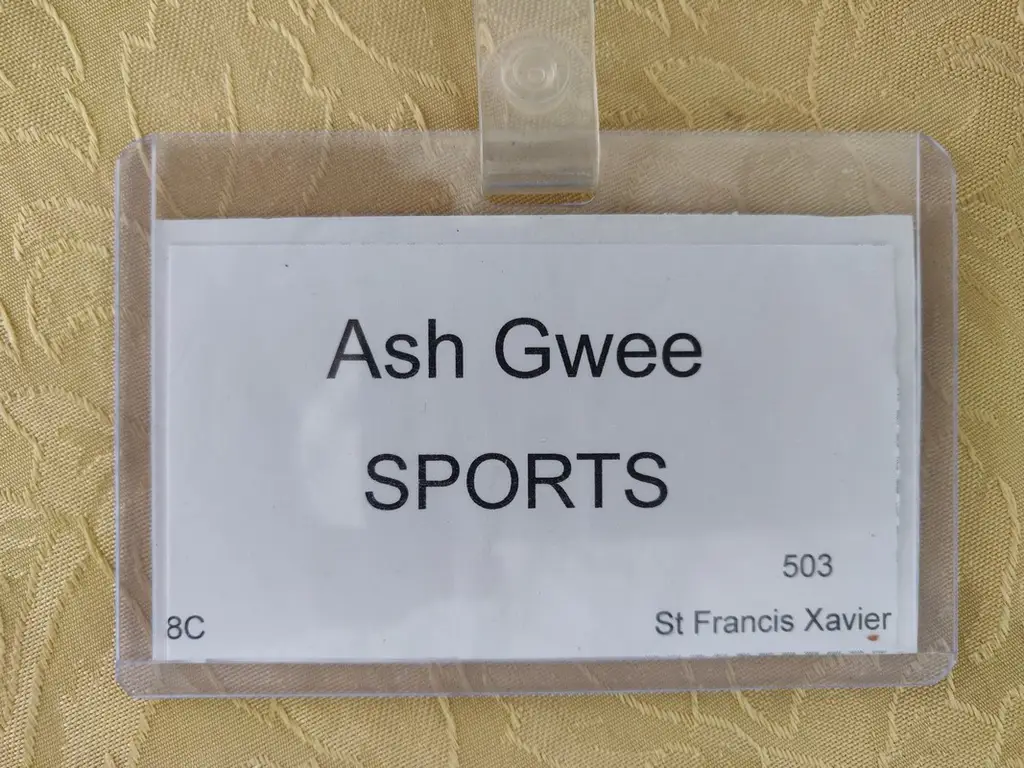 Ash Gwee
SPORTS
503
8C St Francis Xavier